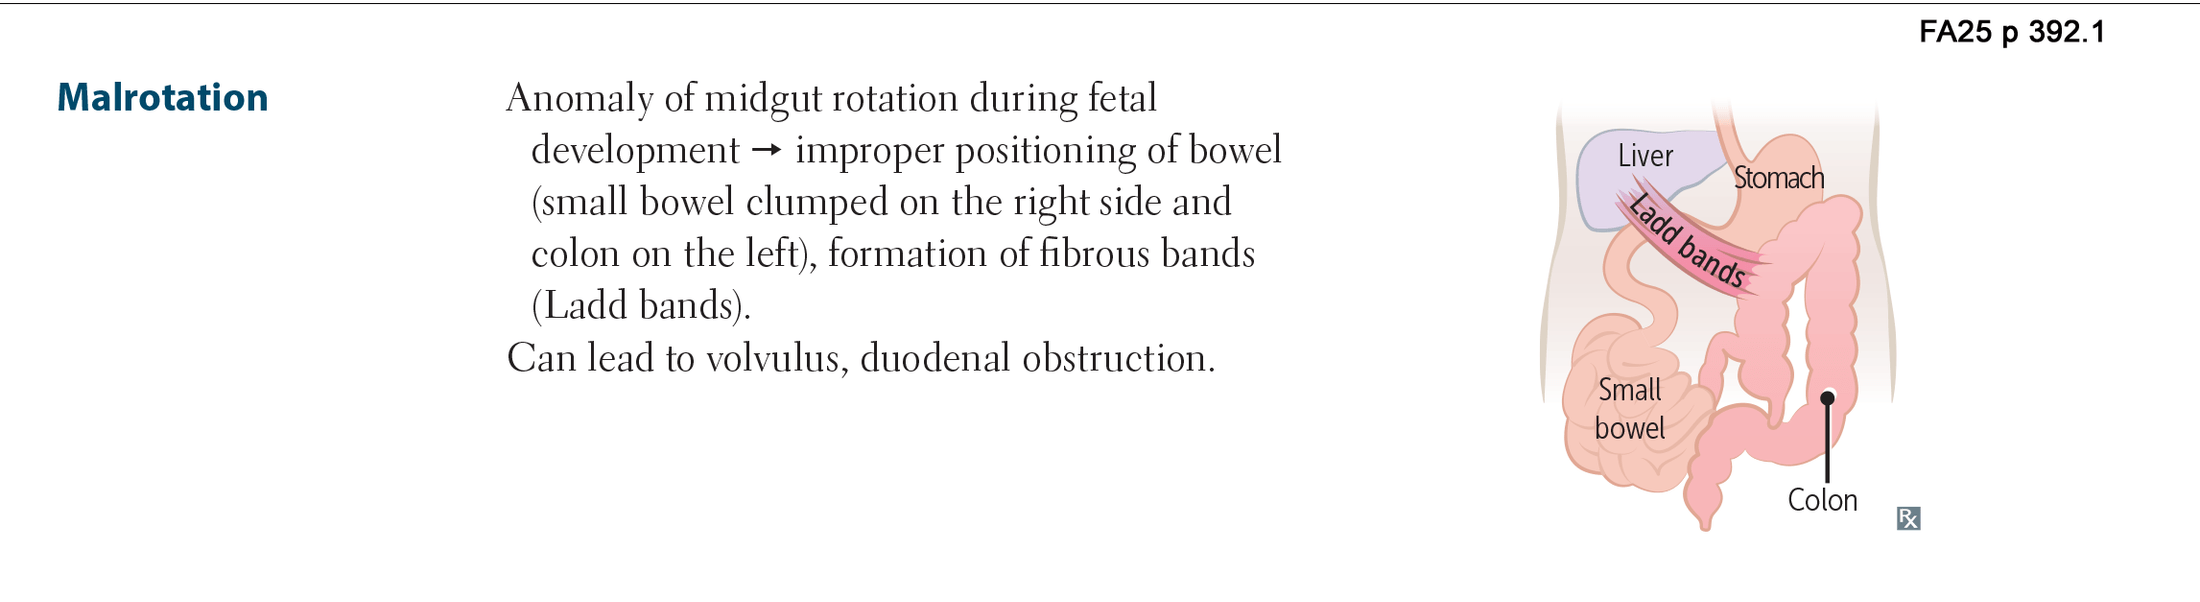 FA25 p 392.1
Malrotation
Anomaly of midgut rotation during fetal
development → improper positioning of bowel
(small bowel clumped on the right side and
colon on the left), formation of fibrous bands
(Ladd bands).
Can lead to volvulus, duodenal obstruction.
Liver
Stomach
Ladd bands
Small
bowel
Colon
Rx